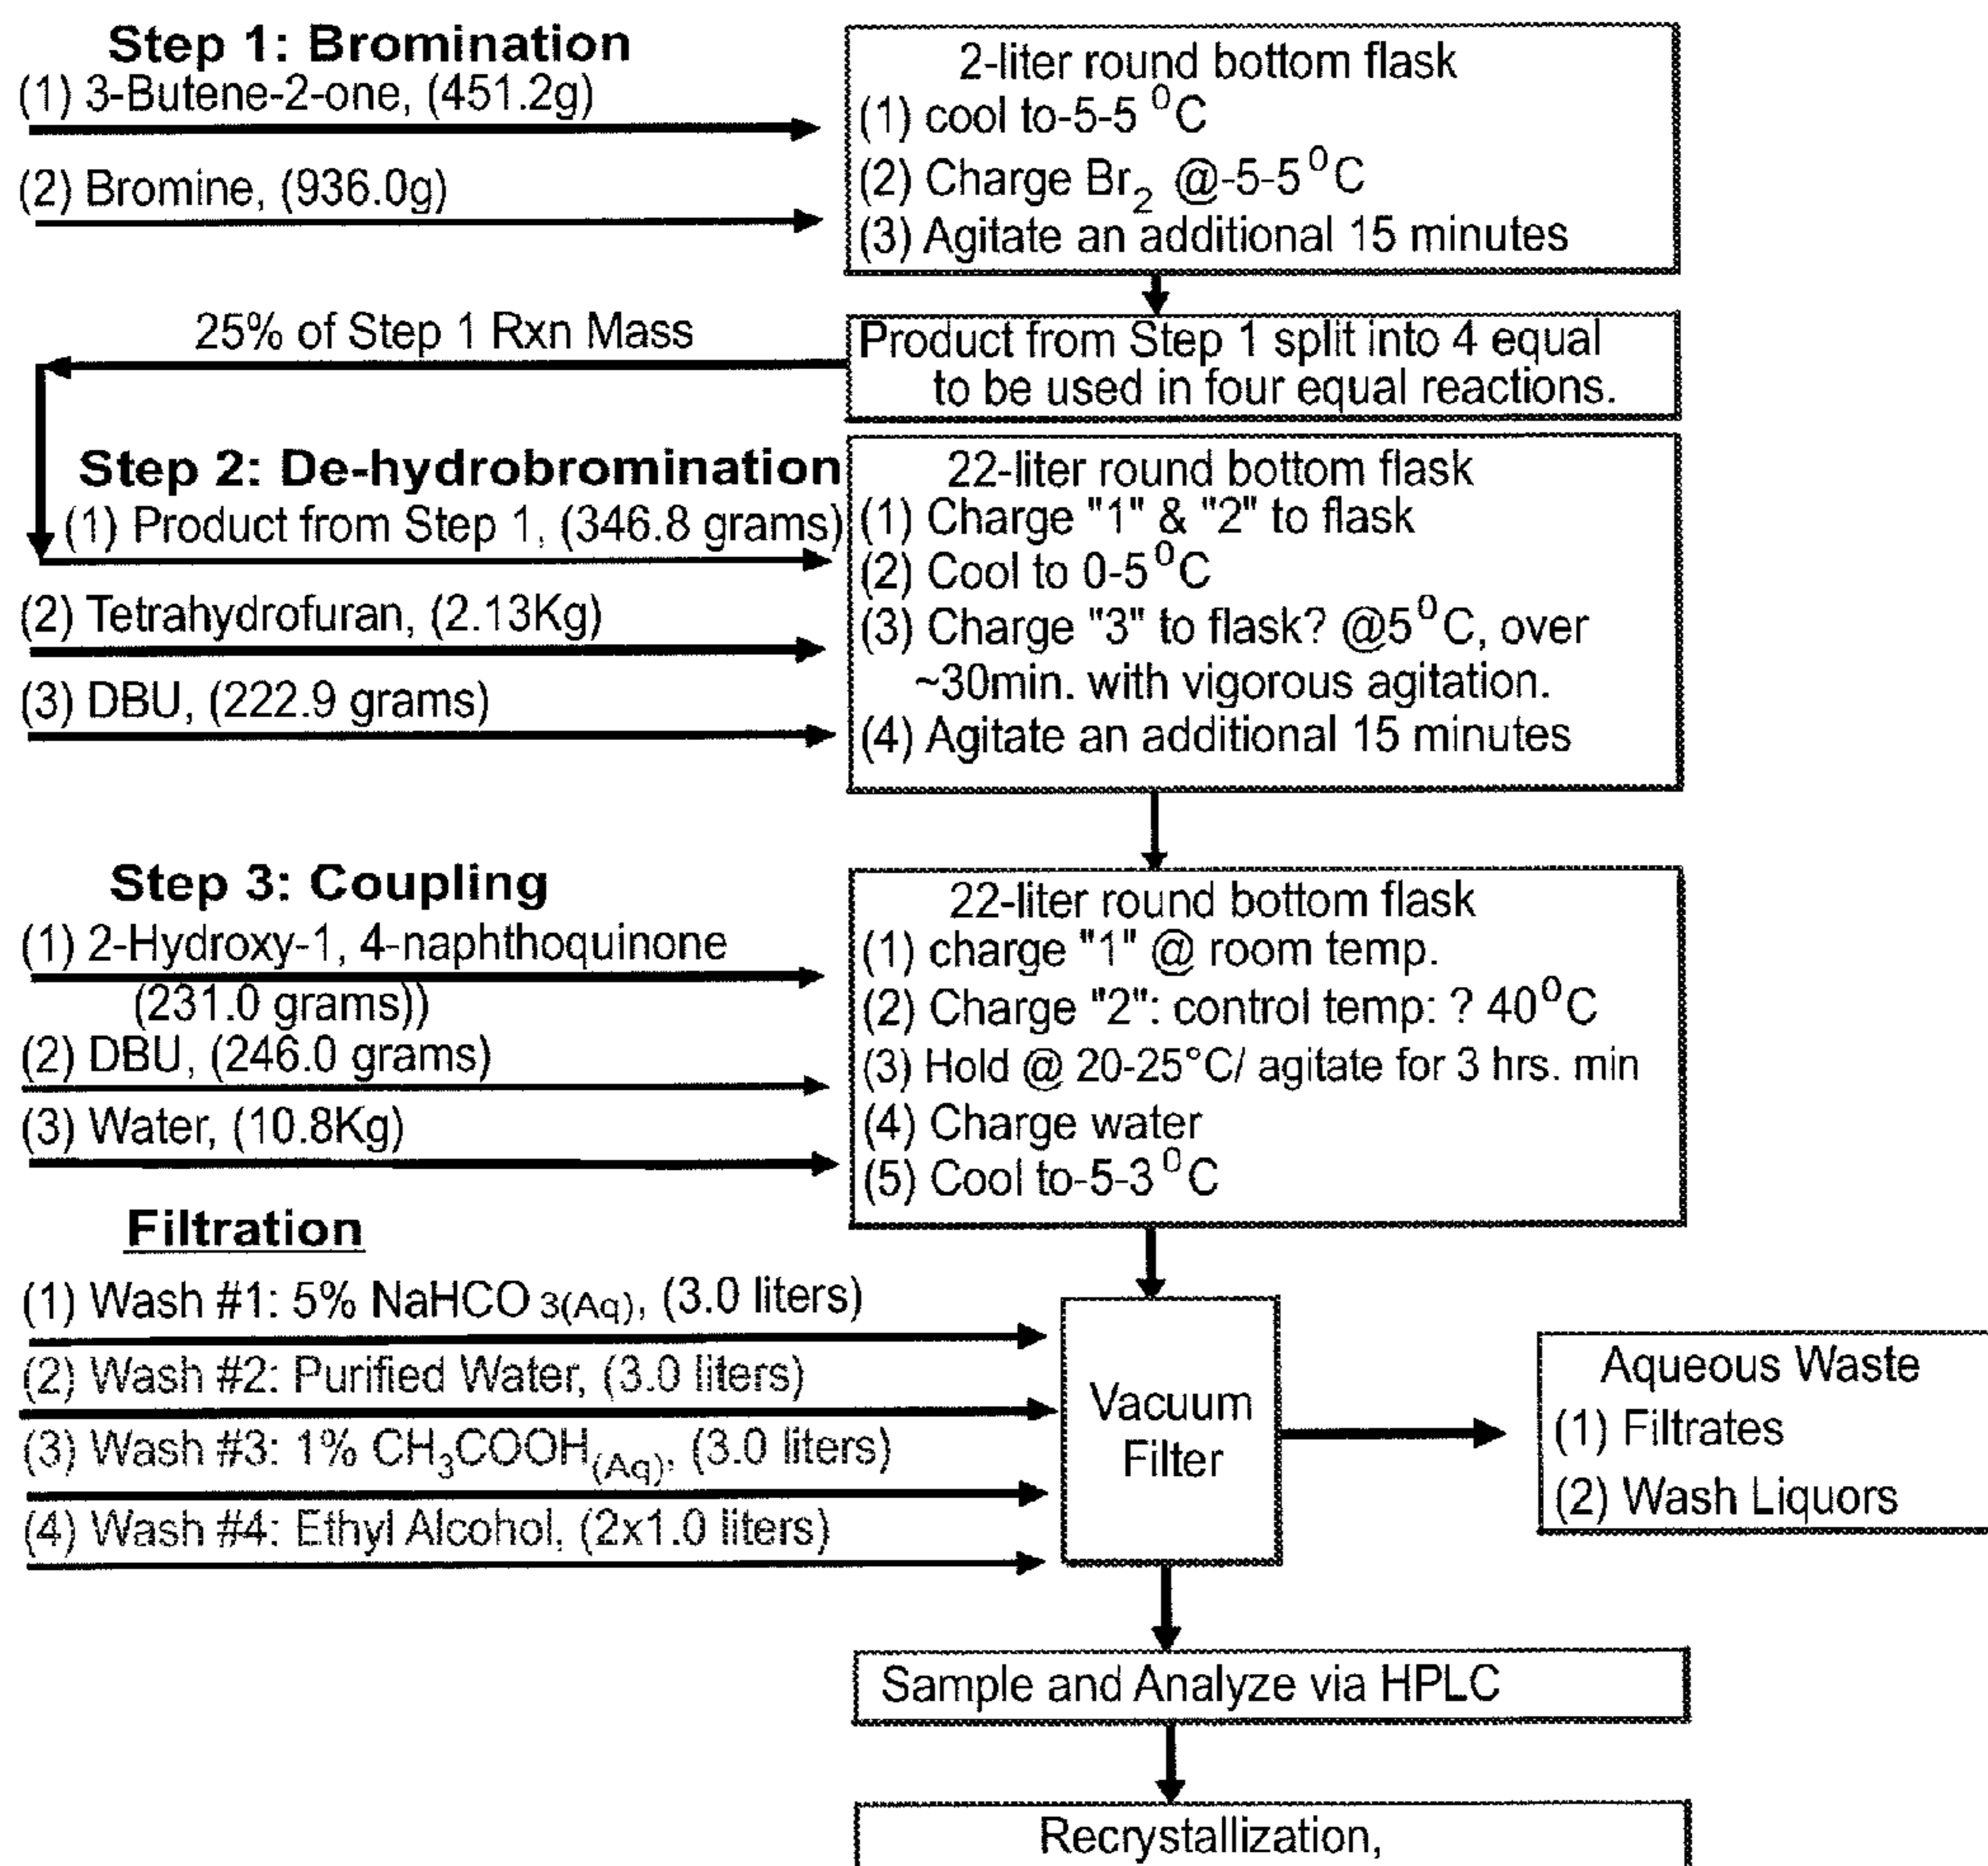 Step 1: Bromination
(1) 3-Butene-2-one, (451.2g)
(2) Bromine, (936.0g)
2-liter round bottom flask
(1) cool to-5-5 ⁰C
(2) Charge Br₂ @-5-5⁰C
(3) Agitate an additional 15 minutes
25% of Step 1 Rxn Mass
Product from Step 1 split into 4 equal
to be used in four equal reactions.
Step 2: De-hydrobromination
(1) Product from Step 1, (346.8 grams)
(2) Tetrahydrofuran, (2.13Kg)
(3) DBU, (222.9 grams)
22-liter round bottom flask
(1) Charge "1" & "2" to flask
(2) Cool to 0-5⁰C
(3) Charge "3" to flask? @5⁰C, over
~30min. with vigorous agitation.
(4) Agitate an additional 15 minutes
Step 3: Coupling
(1) 2-Hydroxy-1, 4-naphthoquinone
(231.0 grams))
(2) DBU, (246.0 grams)
(3) Water, (10.8Kg)
22-liter round bottom flask
(1) charge "1" @ room temp.
(2) Charge "2": control temp: ? 40⁰C
(3) Hold @ 20-25°C/ agitate for 3 hrs. min
(4) Charge water
(5) Cool to-5-3⁰C
Filtration
(1) Wash #1: 5% NaHCO 3(Aq), (3.0 liters)
(2) Wash #2: Purified Water, (3.0 liters)
(3) Wash #3: 1% CH₃COOH(Aq), (3.0 liters)
(4) Wash #4: Ethyl Alcohol, (2x1.0 liters)
Vacuum
Filter
Aqueous Waste
(1) Filtrates
(2) Wash Liquors
Sample and Analyze via HPLC
Recrystallization,